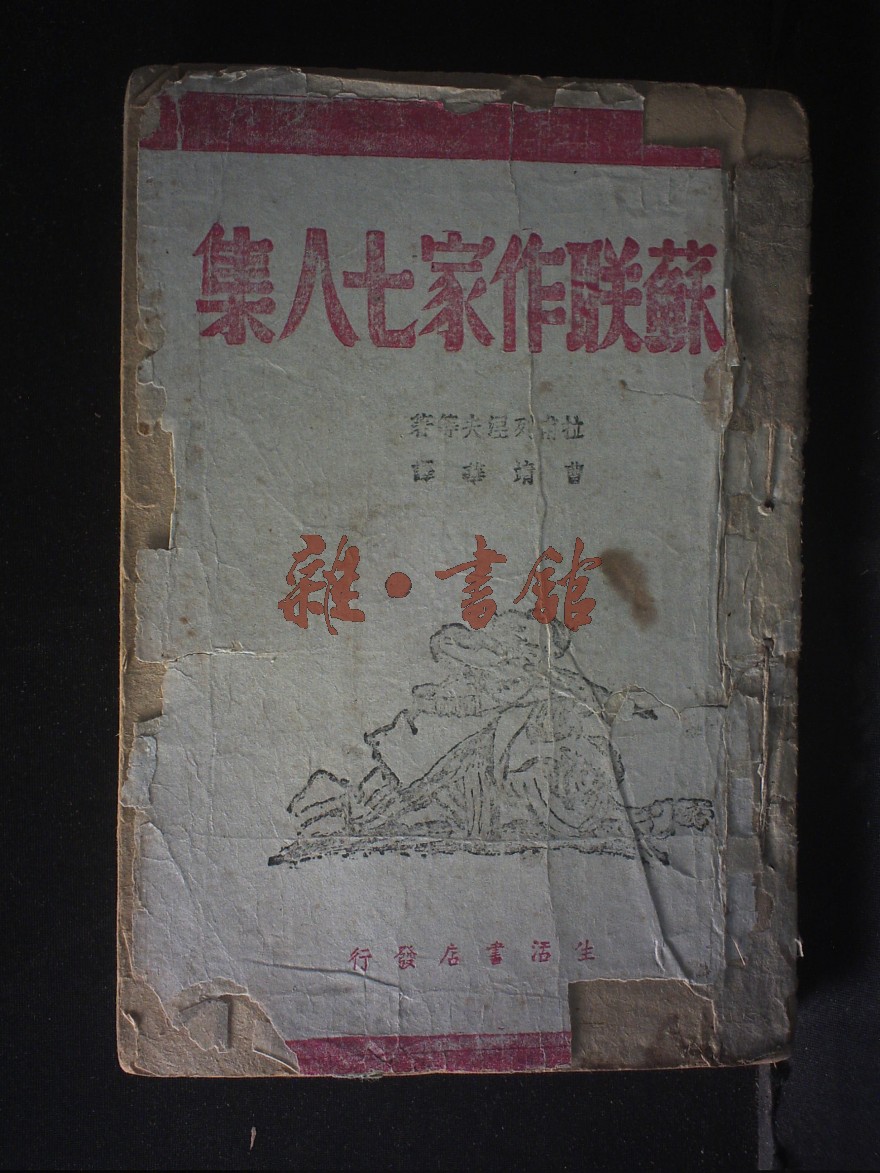 蘇联作家七人集
拉甫列涅夫等著
曹靖華譯
雜·書館
生活書店發行